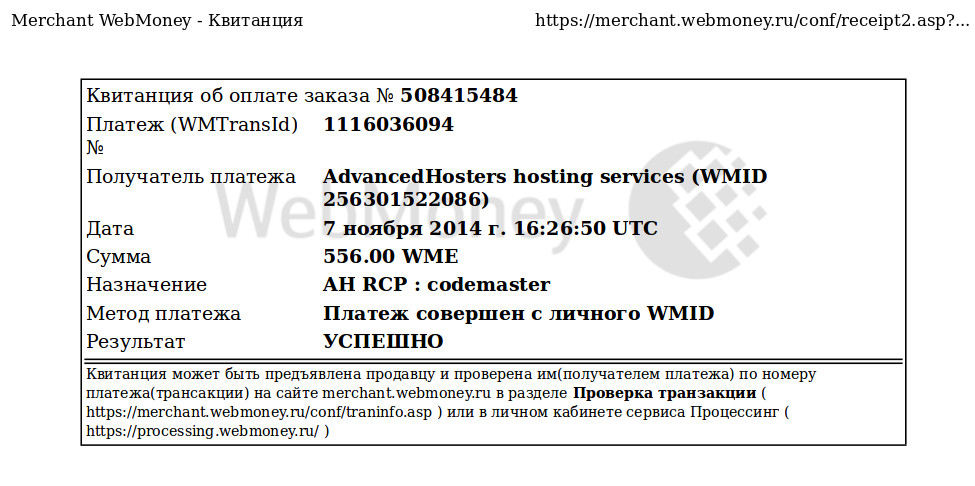 Merchant WebMoney - Квитанция https://merchant.webmoney.ru/conf/receipt2.asp?...
Квитанция об оплате заказа № 508415484
Платеж (WMTransId) 1116036094
№
Получатель платежа AdvancedHosters hosting services (WMID
256301522086)
WebMoney
Дата 7 ноября 2014 г. 16:26:50 UTC
Сумма 556.00 WME
Назначение AH RCP : codemaster
Метод платежа Платеж совершен с личного WMID
Результат УСПЕШНО
Квитанция может быть предъявлена продавцу и проверена им(получателем платежа) по номеру
платежа(трансакции) на сайте merchant.webmoney.ru в разделе Проверка транзакции (
https://merchant.webmoney.ru/conf/traninfo.asp ) или в личном кабинете сервиса Процессинг (
https://processing.webmoney.ru/ )